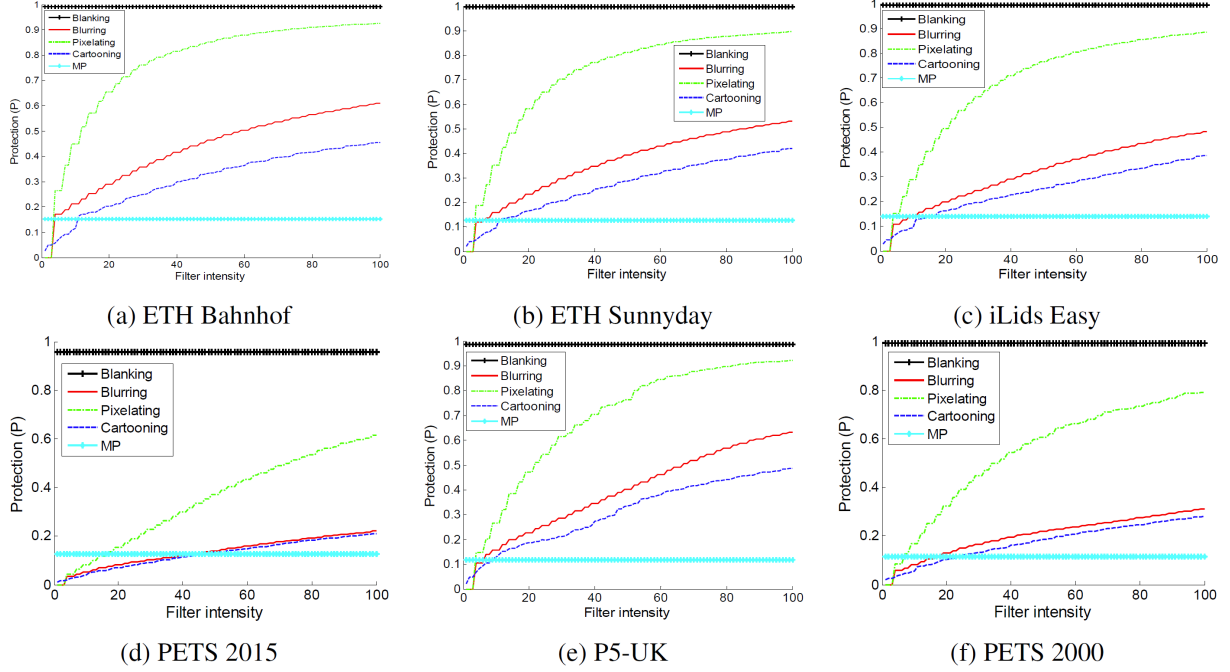 1
0.9
0.8
0.7
0.6
0.5
0.4
0.3
0.2
0.1
0
Protection (P)
Blanking
Blurring
Pixelating
Cartooning
MP
0 20 40 60 80 100
Filter intensity
(a) ETH Bahnhof
1
0.9
0.8
0.7
0.6
0.5
0.4
0.3
0.2
0.1
0
Protection (P)
Blanking
Blurring
Pixelating
Cartooning
MP
0 20 40 60 80 100
Filter intensity
(b) ETH Sunnyday
1
0.9
0.8
0.7
0.6
0.5
0.4
0.3
0.2
0.1
0
Protection (P)
Blanking
Blurring
Pixelating
Cartooning
MP
0 20 40 60 80 100
Filter intensity
(c) iLids Easy
1
0.8
0.6
0.4
0.2
0
Protection (P)
Blanking
Blurring
Pixelating
Cartooning
MP
0 20 40 60 80 100
Filter intensity
(d) PETS 2015
1
0.9
0.8
0.7
0.6
0.5
0.4
0.3
0.2
0.1
0
Protection (P)
Blanking
Blurring
Pixelating
Cartooning
MP
0 20 40 60 80 100
Filter intensity
(e) P5-UK
1
0.8
0.6
0.4
0.2
0
Protection (P)
Blanking
Blurring
Pixelating
Cartooning
MP
0 20 40 60 80 100
Filter intensity
(f) PETS 2000